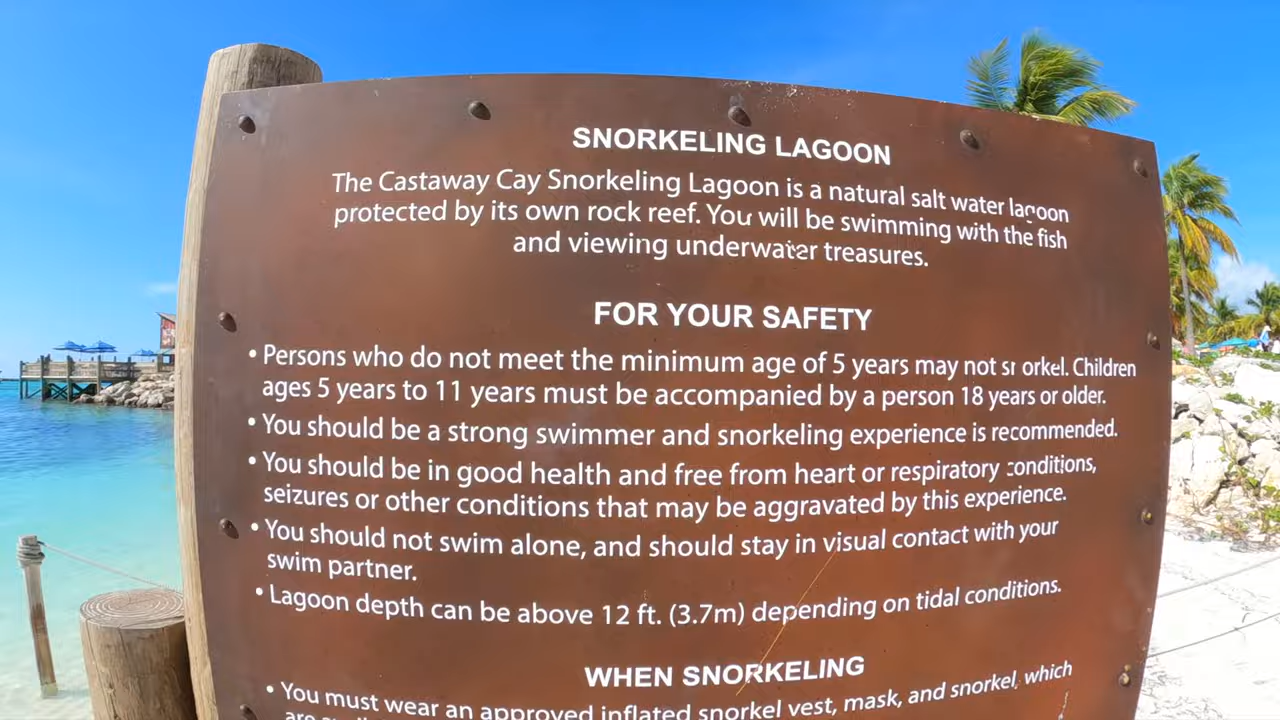 SNORKELING LAGOON
The Castaway Cay Snorkeling Lagoon is a natural salt water lagoon
protected by its own rock reef. You will be swimming with the fish
and viewing underwater treasures.
FOR YOUR SAFETY
• Persons who do not meet the minimum age of 5 years may not snorkel. Children
ages 5 years to 11 years must be accompanied by a person 18 years or older.
• You should be a strong swimmer and snorkeling experience is recommended.
• You should be in good health and free from heart or respiratory conditions,
seizures or other conditions that may be aggravated by this experience.
• You should not swim alone, and should stay in visual contact with your
swim partner.
• Lagoon depth can be above 12 ft. (3.7m) depending on tidal conditions.
WHEN SNORKELING
• You must wear an approved inflated snorkel vest, mask, and snorkel, which
are